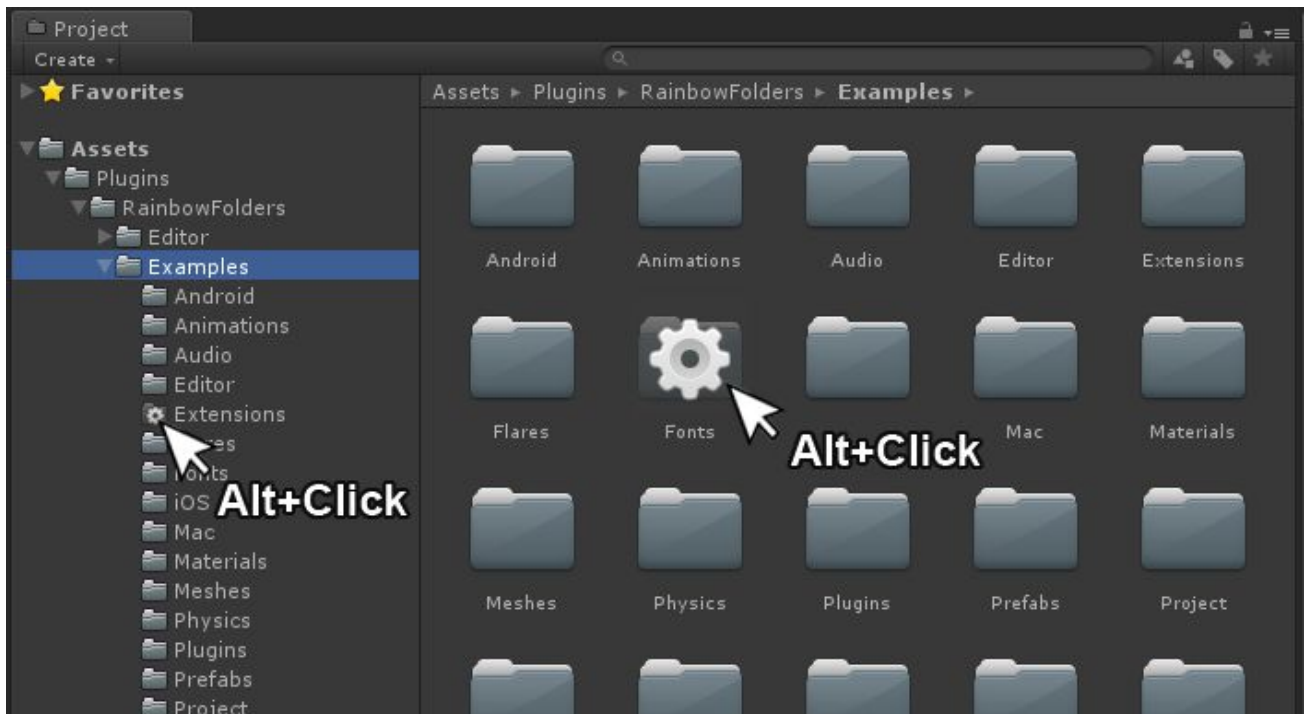 Project
Create
Favorites
Assets
Plugins
RainbowFolders
Editor
Examples
Android
Animations
Audio
Editor
Extensions
iOS
Mac
Materials
Meshes
Physics
Plugins
Prefabs
Project
Alt+Click
Assets Plugins RainbowFolders Examples
Android Animations Audio Editor Extensions
Flares Fonts Mac Materials
Alt+Click
Meshes Physics Plugins Prefabs Project